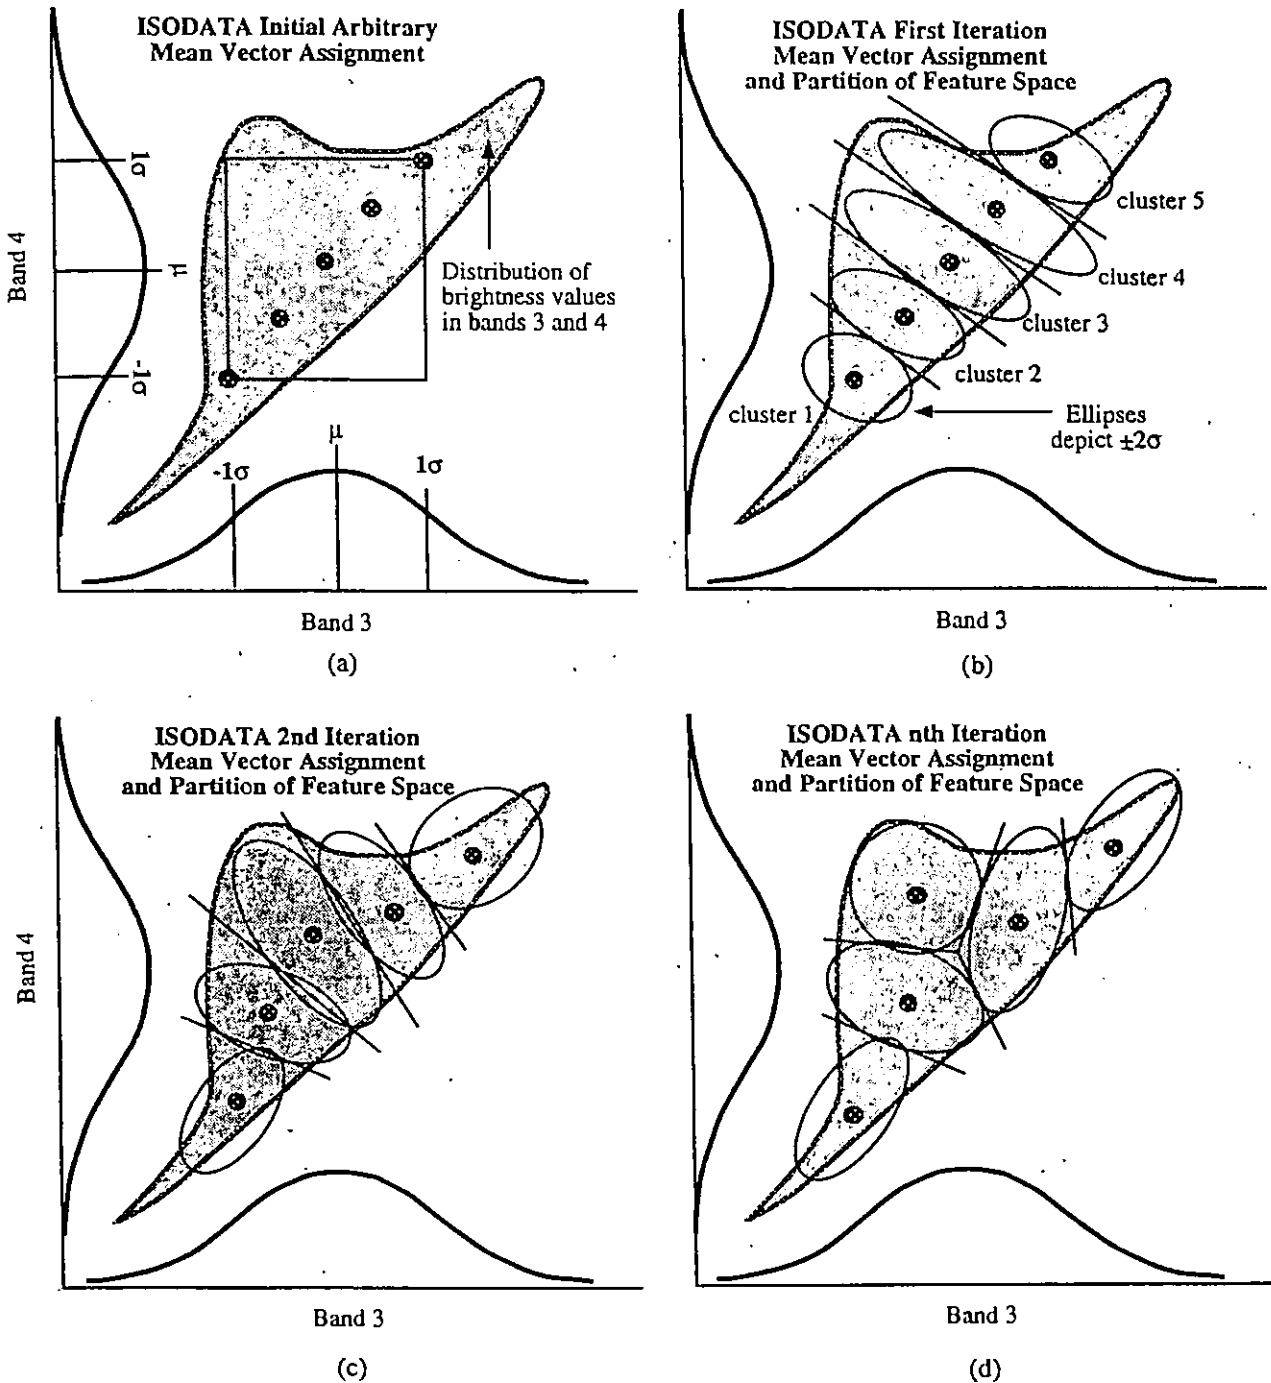 ISODATA Initial Arbitrary
Mean Vector Assignment
1σ
μ
-1σ
Band 4
Distribution of
brightness values
in bands 3 and 4
-1σ
μ
1σ
Band 3
(a)
ISODATA First Iteration
Mean Vector Assignment
and Partition of Feature Space
cluster 5
cluster 4
cluster 3
cluster 2
cluster 1
Ellipses
depict ±2σ
Band 3
(b)
ISODATA 2nd Iteration
Mean Vector Assignment
and Partition of Feature Space
Band 4
Band 3
(c)
ISODATA nth Iteration
Mean Vector Assignment
and Partition of Feature Space
Band 3
(d)